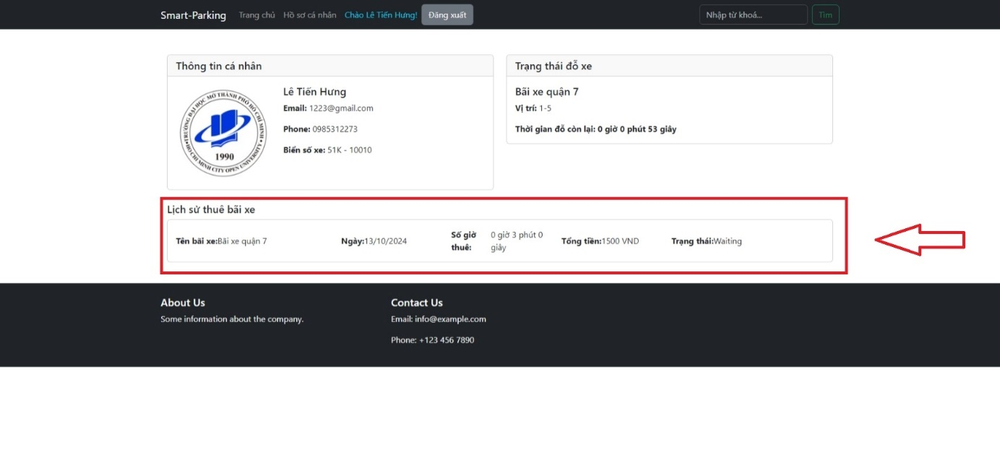 Smart-Parking Trang chủ Hồ sơ cá nhân Chào Lê Tiến Hưng! Đăng xuất Nhập từ khoá... Tìm
Thông tin cá nhân
TRƯỜNG ĐẠI HỌC MỞ THÀNH PHỐ HỒ CHÍ MINH
HO CHI MINH CITY OPEN UNIVERSITY
1990
Lê Tiến Hưng
Email: 1223@gmail.com
Phone: 0985312273
Biển số xe: 51K - 10010
Trạng thái đỗ xe
Bãi xe quận 7
Vị trí: 1-5
Thời gian đỗ còn lại: 0 giờ 0 phút 53 giây
Lịch sử thuê bãi xe
Tên bãi xe:Bãi xe quận 7
Ngày:13/10/2024
Số giờ
thuê:
0 giờ 3 phút 0
giây
Tổng tiền:1500 VND
Trạng thái:Waiting
About Us
Some information about the company.
Contact Us
Email: info@example.com
Phone: +123 456 7890